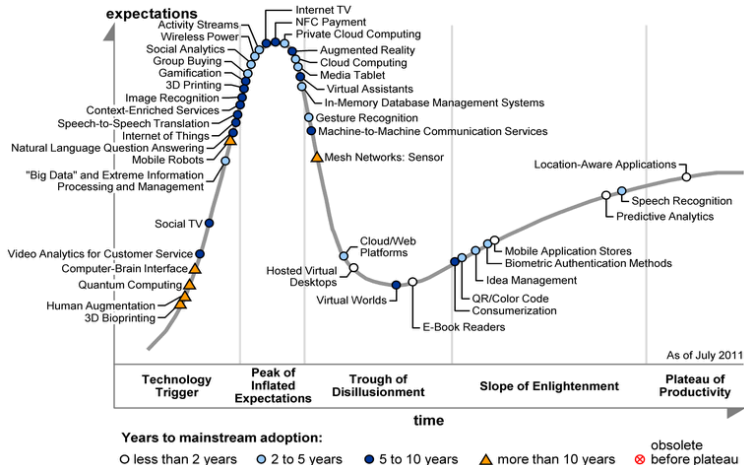 expectations
Internet TV
NFC Payment
Activity Streams
Private Cloud Computing
Wireless Power
Augmented Reality
Social Analytics
Cloud Computing
Group Buying
Media Tablet
Gamification
Virtual Assistants
3D Printing
In-Memory Database Management Systems
Image Recognition
Context-Enriched Services
Gesture Recognition
Speech-to-Speech Translation
Machine-to-Machine Communication Services
Internet of Things
Natural Language Question Answering
Mesh Networks: Sensor
Mobile Robots
"Big Data" and Extreme Information
Processing and Management
Location-Aware Applications
Speech Recognition
Predictive Analytics
Social TV
Video Analytics for Customer Service
Cloud/Web
Platforms
Mobile Application Stores
Computer-Brain Interface
Hosted Virtual
Desktops
Biometric Authentication Methods
Quantum Computing
Idea Management
Human Augmentation
Virtual Worlds
QR/Color Code
3D Bioprinting
Consumerization
E-Book Readers
As of July 2011
Technology
Trigger
Peak of
Inflated
Expectations
Trough of
Disillusionment
Slope of Enlightenment
Plateau of
Productivity
time
Years to mainstream adoption:
less than 2 years
2 to 5 years
5 to 10 years
more than 10 years
obsolete
before plateau